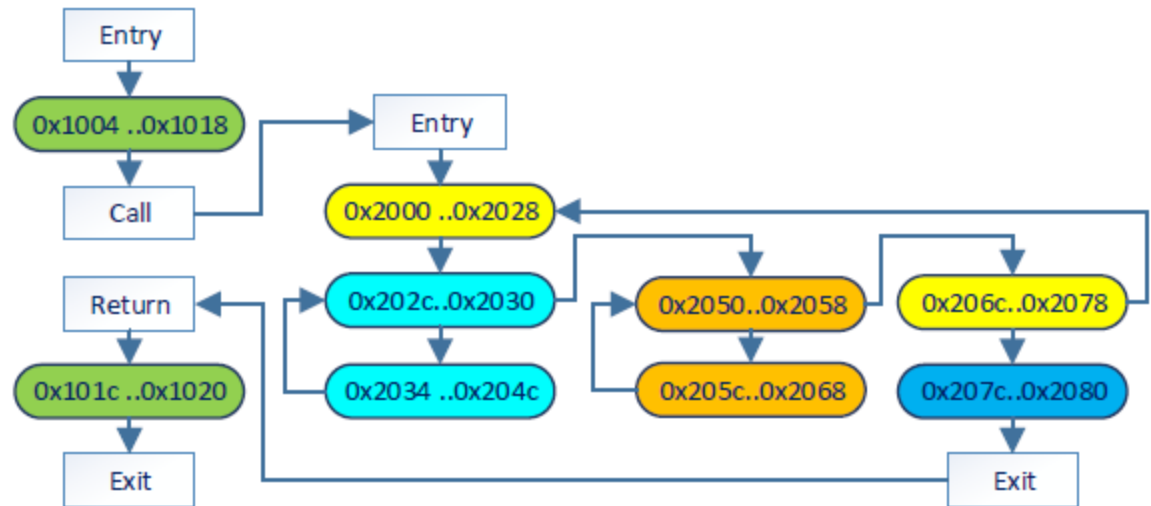 Entry
0x1004 ..0x1018
Call
Return
0x101c ..0x1020
Exit
Entry
0x2000 ..0x2028
0x202c..0x2030
0x2034 ..0x204c
0x2050..0x2058
0x205c..0x2068
0x206c..0x2078
0x207c..0x2080
Exit